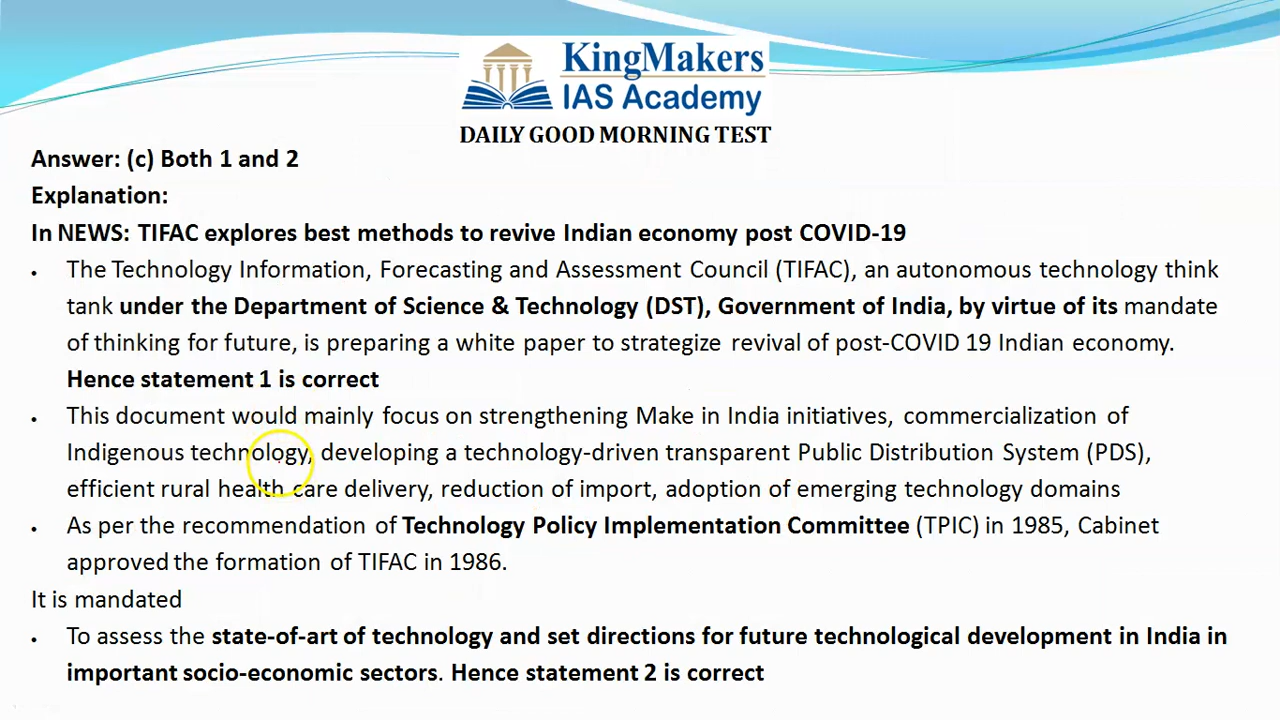 KingMakers
IAS Academy
DAILY GOOD MORNING TEST
Answer: (c) Both 1 and 2
Explanation:
In NEWS: TIFAC explores best methods to revive Indian economy post COVID-19
• The Technology Information, Forecasting and Assessment Council (TIFAC), an autonomous technology think
tank under the Department of Science & Technology (DST), Government of India, by virtue of its mandate
of thinking for future, is preparing a white paper to strategize revival of post-COVID 19 Indian economy.
Hence statement 1 is correct
• This document would mainly focus on strengthening Make in India initiatives, commercialization of
Indigenous technology, developing a technology-driven transparent Public Distribution System (PDS),
efficient rural health care delivery, reduction of import, adoption of emerging technology domains
• As per the recommendation of Technology Policy Implementation Committee (TPIC) in 1985, Cabinet
approved the formation of TIFAC in 1986.
It is mandated
• To assess the state-of-art of technology and set directions for future technological development in India in
important socio-economic sectors. Hence statement 2 is correct